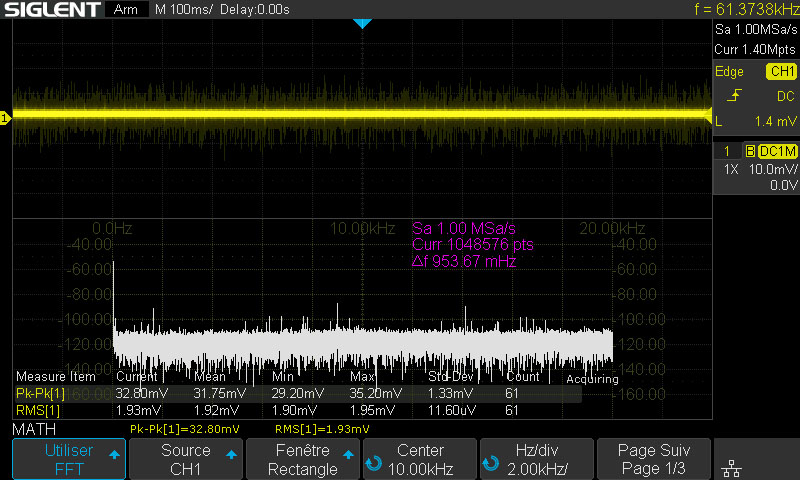 SIGLENT Arm M 100ms/ Delay:0.00s f = 61.3738kHz
Sa 1.00MSa/s
Curr 1.40Mpts
Edge CH1
DC
L 1.4 mV
1 B DC1M
1X 10.0mV/
0.0V
1
0.0Hz 10.00kHz 20.00kHz
Sa 1.00 MSa/s
Curr 1048576 pts
Δf 953.67 mHz
-40.00 -40.00
-60.00 -60.00
-80.00 -80.00
-100.00 -100.00
-120.00 -120.00
-140.00 -140.00
-160.00 -160.00
Measure Item Current Mean Min Max Std-Dev Count Acquiring
Pk-Pk[1] 32.80mV 31.75mV 29.20mV 35.20mV 1.33mV 61
RMS[1] 1.93mV 1.92mV 1.90mV 1.95mV 11.60uV 61
MATH Pk-Pk[1]=32.80mV RMS[1]=1.93mV
Utiliser FFT
Source CH1
Fenêtre Rectangle
Center 10.00kHz
Hz/div 2.00kHz/
Page Suiv Page 1/3